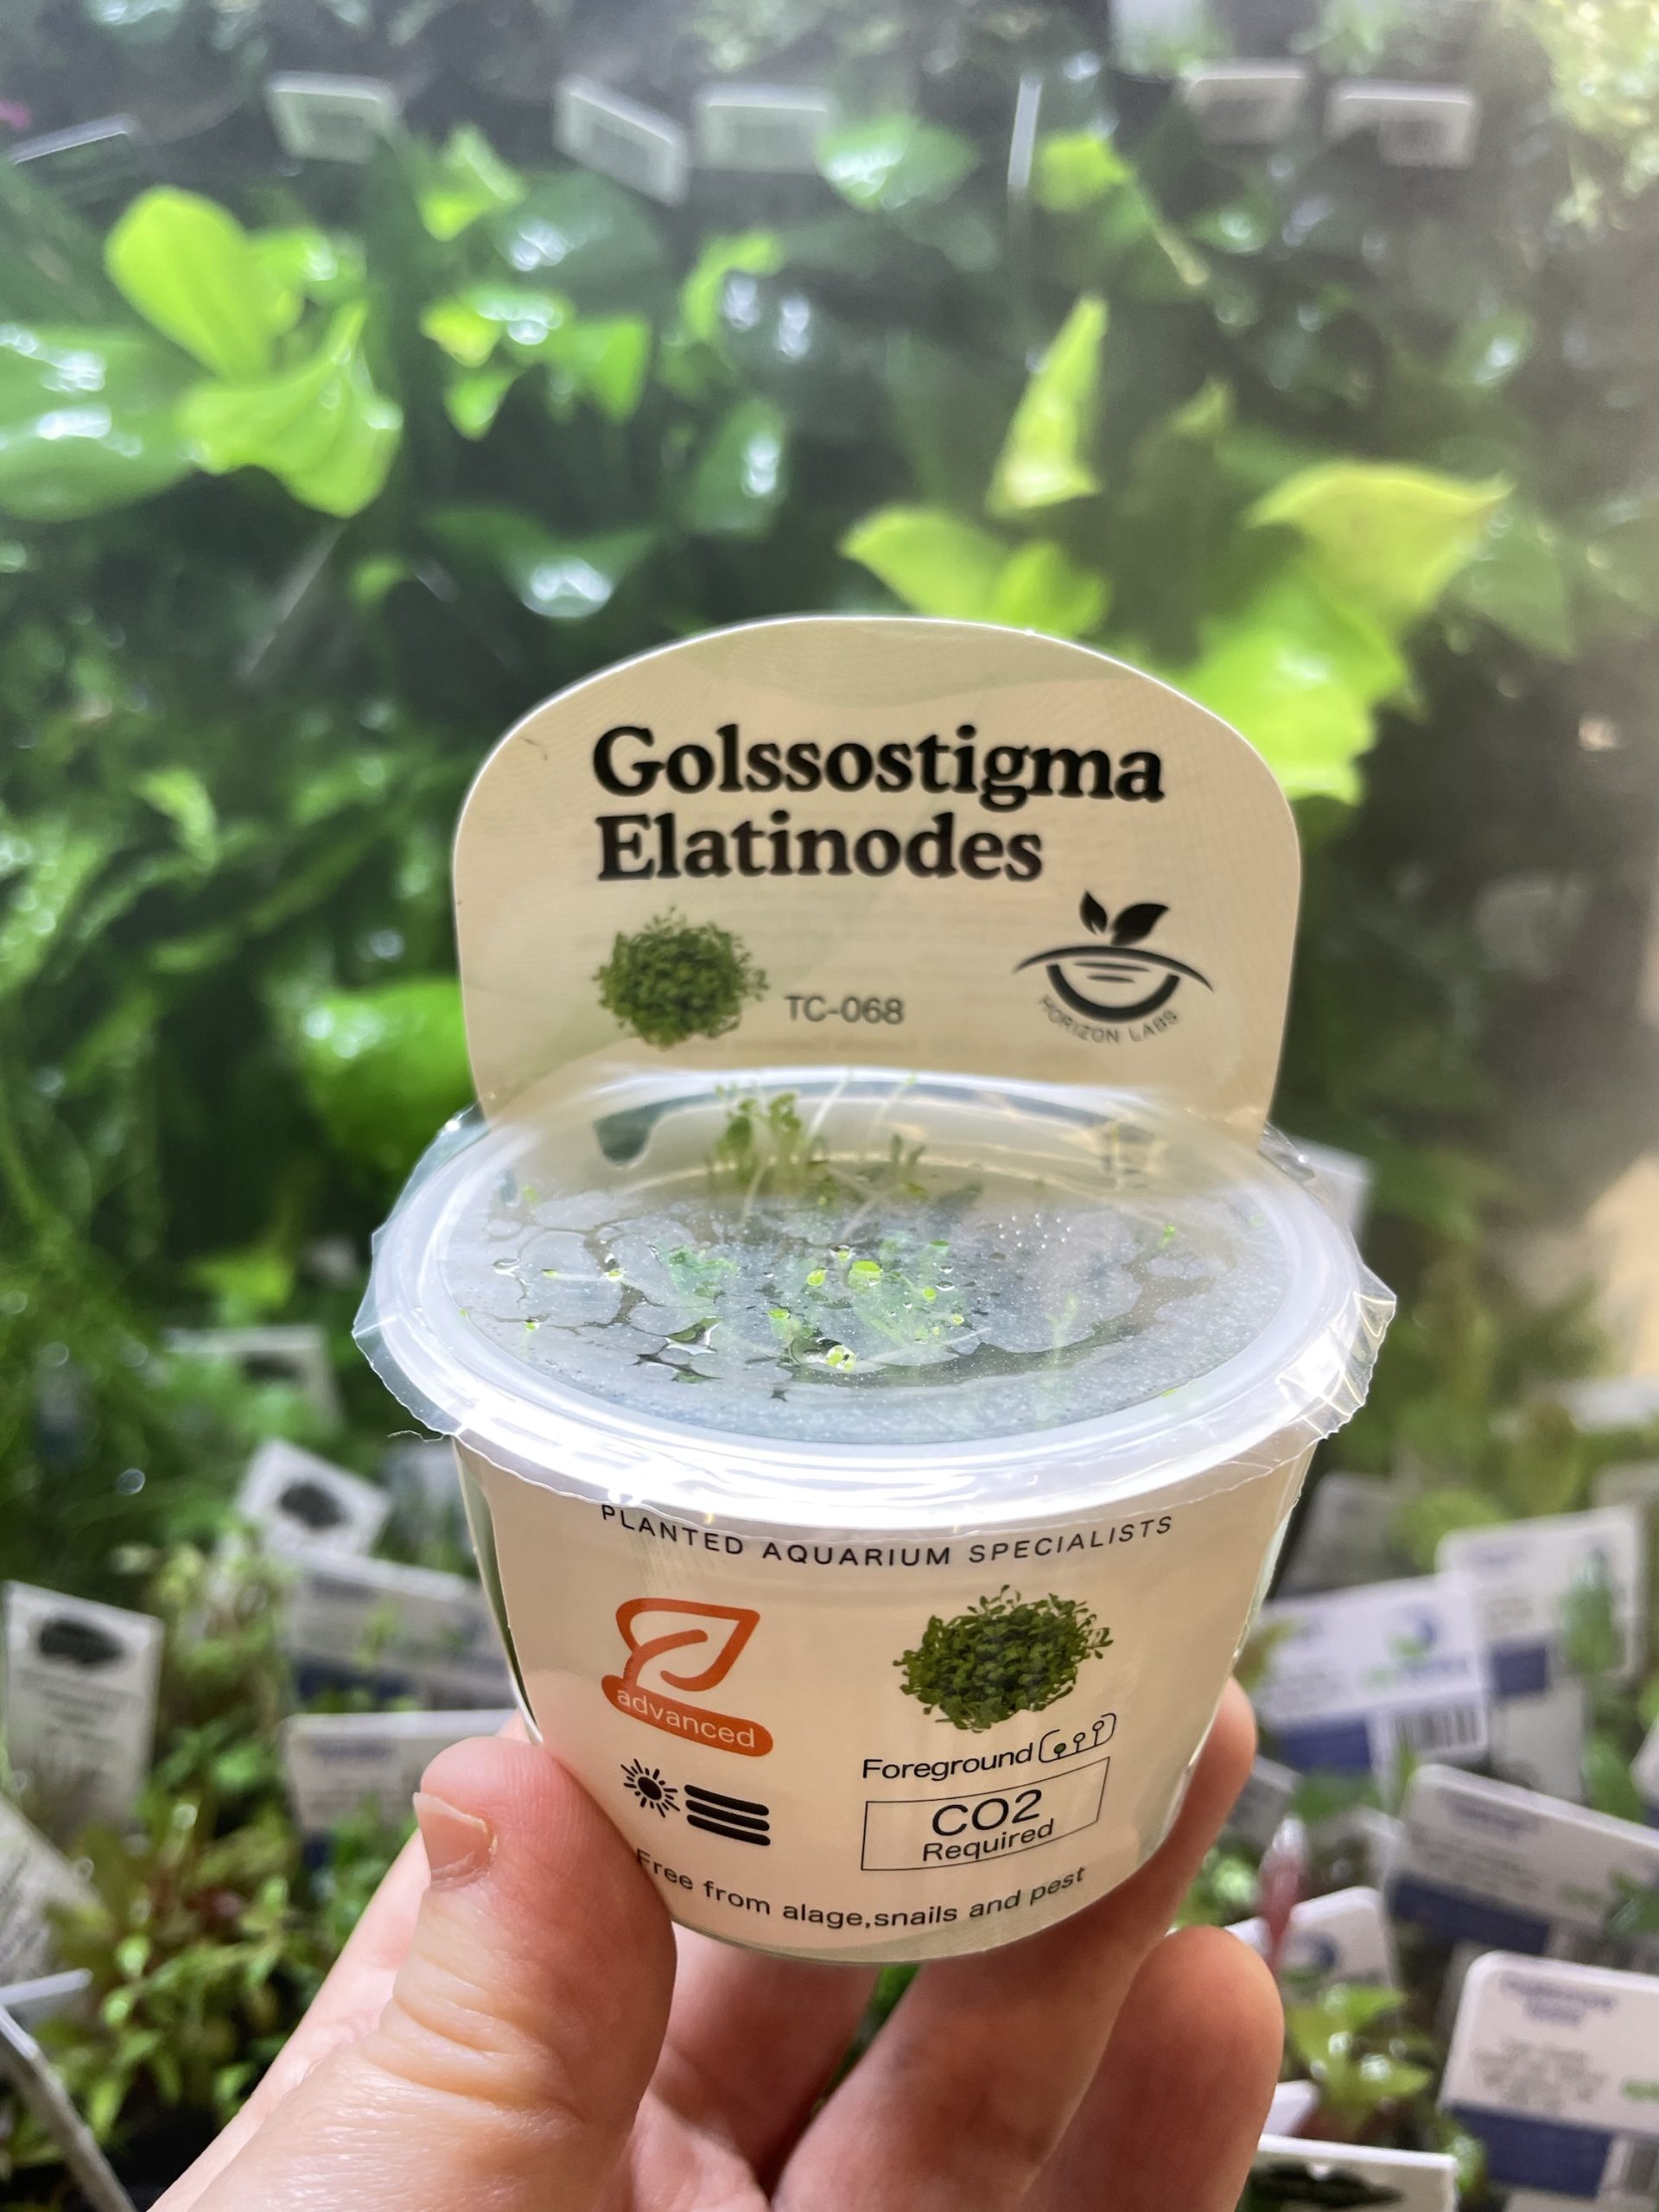 Golssostigma
Elatinodes
TC-068
HORIZON LABS
PLANTED AQUARIUM SPECIALISTS
advanced
Foreground
CO2
Required
Free from alage,snails and pest